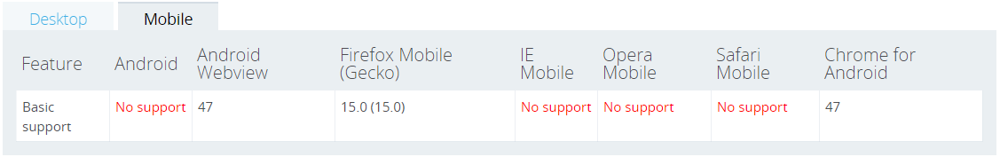 Desktop Mobile
Feature Android Android Webview Firefox Mobile (Gecko) IE Mobile Opera Mobile Safari Mobile Chrome for Android
Basic support No support 47 15.0 (15.0) No support No support No support 47